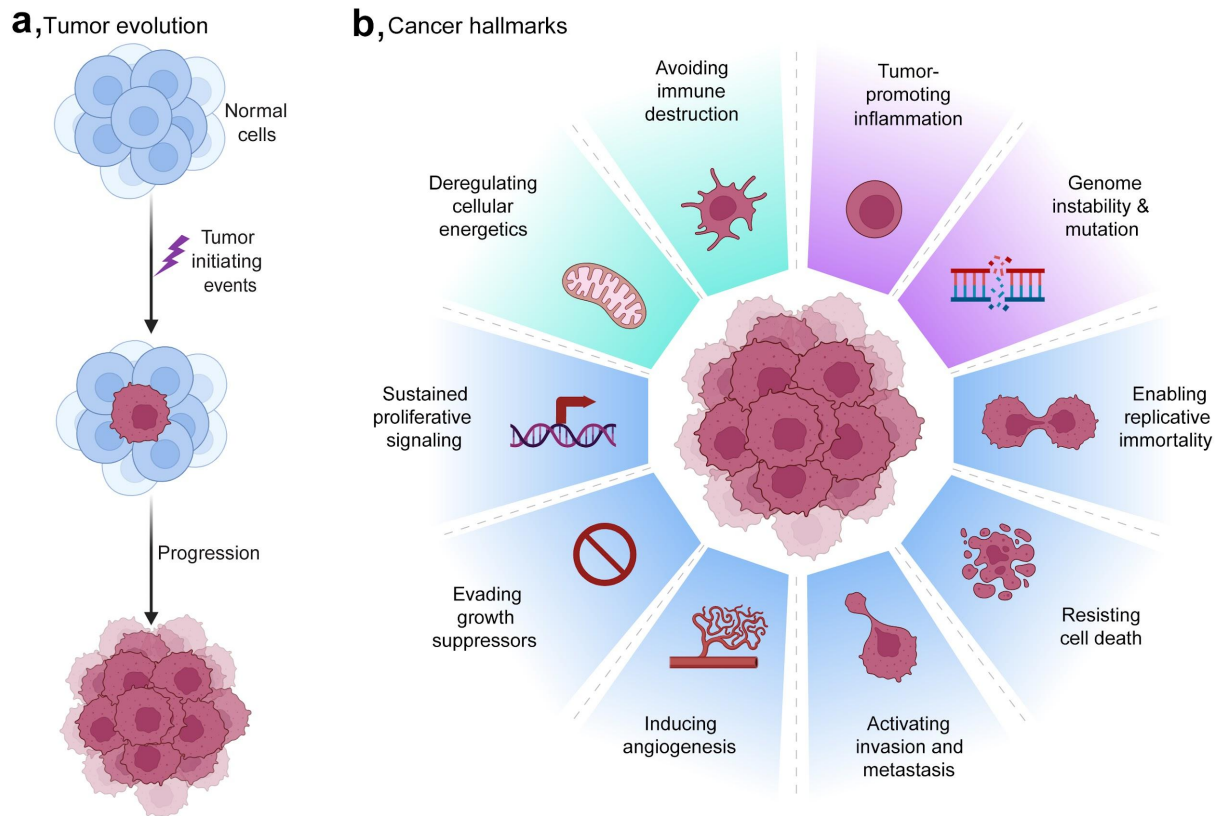 a, Tumor evolution
Normal
cells
Tumor
initiating
events
Progression
b, Cancer hallmarks
Avoiding
immune
destruction
Tumor-
promoting
inflammation
Deregulating
cellular
energetics
Genome
instability &
mutation
Sustained
proliferative
signaling
Enabling
replicative
immortality
Evading
growth
suppressors
Resisting
cell death
Inducing
angiogenesis
Activating
invasion and
metastasis